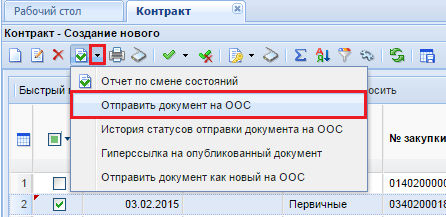 Рабочий стол
Контракт
Контракт - Создание нового
Быстрый
осить
Отчет по смене состояний
Отправить документ на ООС
История статусов отправки документа на ООС
Гиперссылка на опубликованный документ
Отправить документ как новый на ООС
№ закупки
1
0140200000
2
03.02.2015
Первичные
0340200018